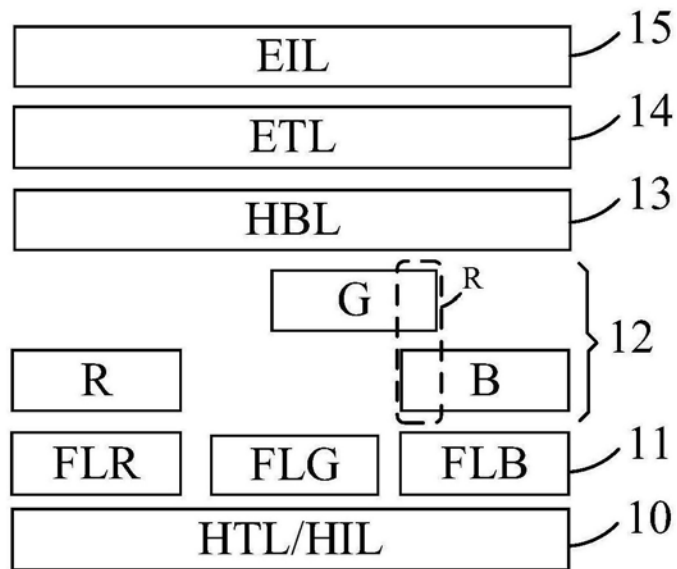 EIL 15
ETL 14
HBL 13
G R
12
R B
FLR FLG FLB 11
HTL/HIL 10